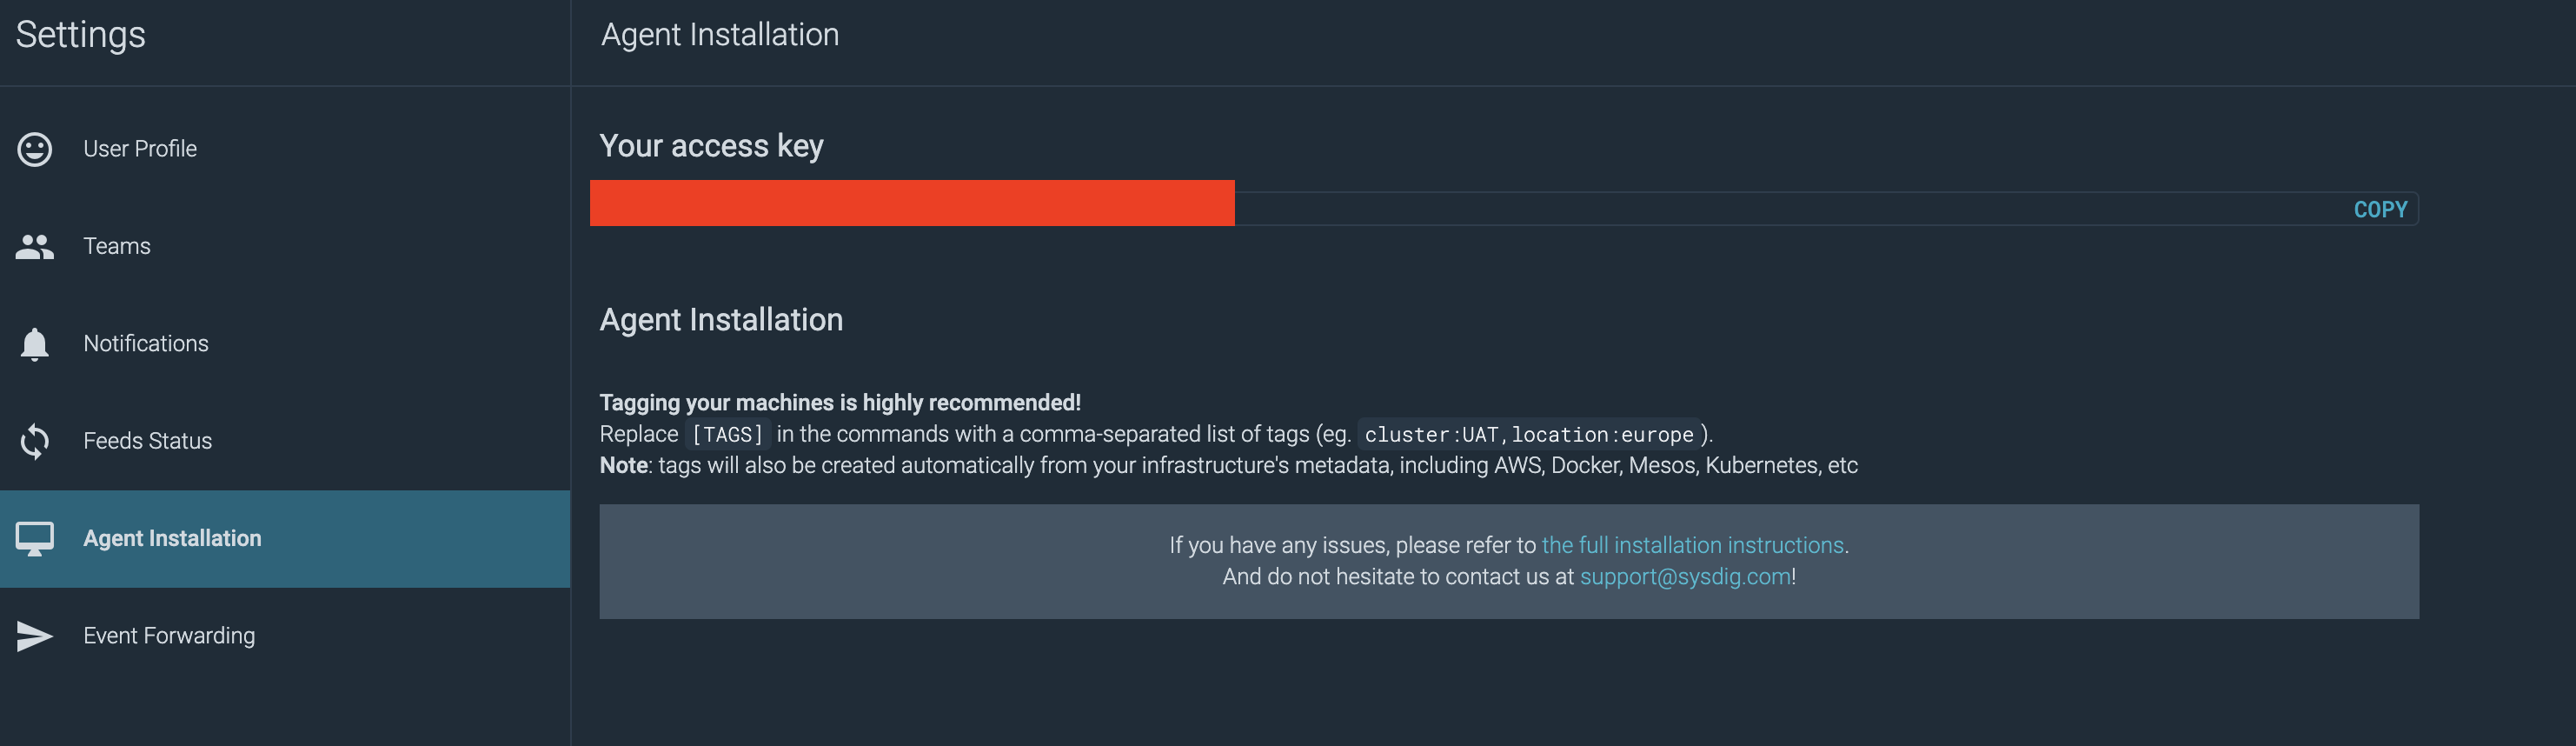 Settings
Agent Installation
User Profile
Teams
Notifications
Feeds Status
Agent Installation
Event Forwarding
Your access key
COPY
Agent Installation
Tagging your machines is highly recommended!
Replace [TAGS] in the commands with a comma-separated list of tags (eg. cluster:UAT,location:europe).
Note: tags will also be created automatically from your infrastructure's metadata, including AWS, Docker, Mesos, Kubernetes, etc
If you have any issues, please refer to the full installation instructions.
And do not hesitate to contact us at support@sysdig.com!